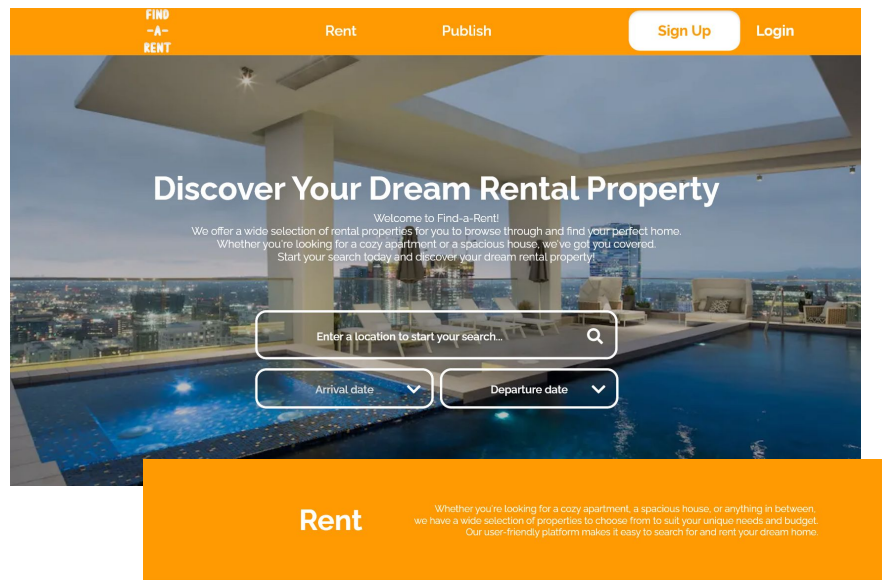 FIND
-A-
RENT
Rent
Publish
Sign Up
Login
Discover Your Dream Rental Property
Welcome to Find-a-Rent!
We offer a wide selection of rental properties for you to browse through and find your perfect home.
Whether you're looking for a cozy apartment or a spacious house, we've got you covered.
Start your search today and discover your dream rental property!
Enter a location to start your search...
Arrival date
Departure date
Rent
Whether you're looking for a cozy apartment, a spacious house, or anything in between,
we have a wide selection of properties to choose from to suit your unique needs and budget.
Our user-friendly platform makes it easy to search for and rent your dream home